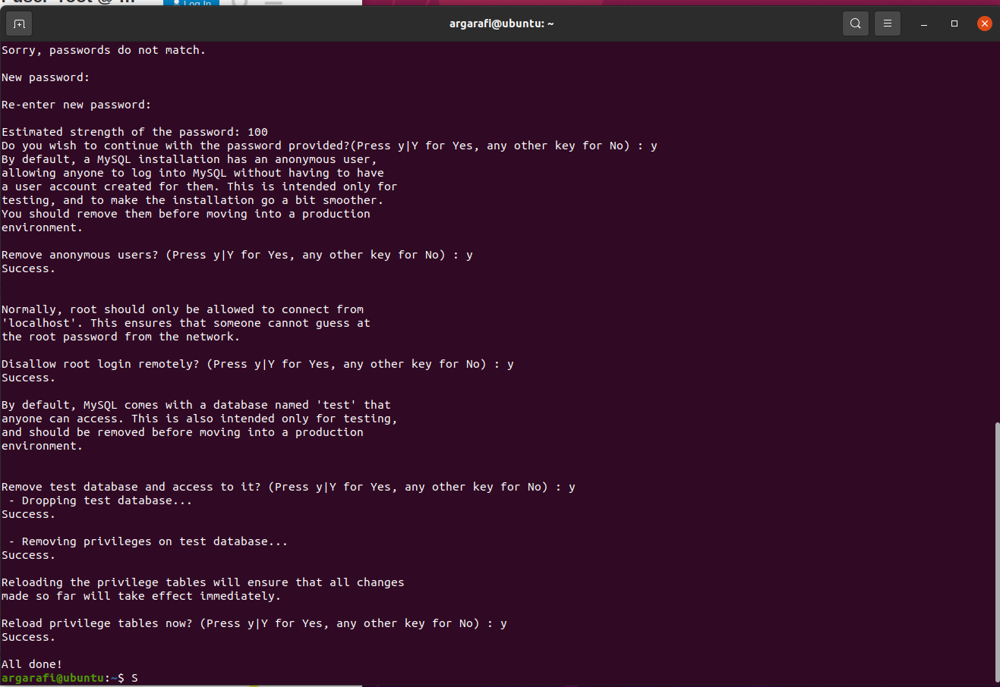 Log In
argarafi@ubuntu: ~
Sorry, passwords do not match.
New password:
Re-enter new password:
Estimated strength of the password: 100
Do you wish to continue with the password provided?(Press y|Y for Yes, any other key for No) : y
By default, a MySQL installation has an anonymous user,
allowing anyone to log into MySQL without having to have
a user account created for them. This is intended only for
testing, and to make the installation go a bit smoother.
You should remove them before moving into a production
environment.
Remove anonymous users? (Press y|Y for Yes, any other key for No) : y
Success.
Normally, root should only be allowed to connect from
'localhost'. This ensures that someone cannot guess at
the root password from the network.
Disallow root login remotely? (Press y|Y for Yes, any other key for No) : y
Success.
By default, MySQL comes with a database named 'test' that
anyone can access. This is also intended only for testing,
and should be removed before moving into a production
environment.
Remove test database and access to it? (Press y|Y for Yes, any other key for No) : y
 - Dropping test database...
Success.
 - Removing privileges on test database...
Success.
Reloading the privilege tables will ensure that all changes
made so far will take effect immediately.
Reload privilege tables now? (Press y|Y for Yes, any other key for No) : y
Success.
All done!
argarafi@ubuntu:~$ S